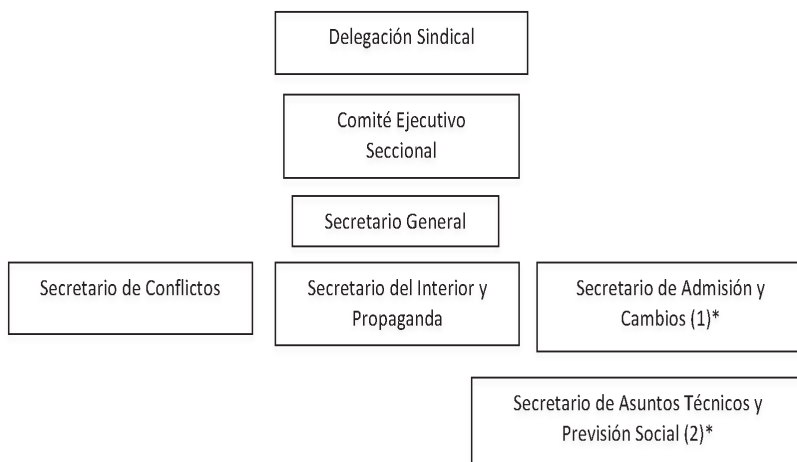 Delegación Sindical
Comité Ejecutivo
Seccional
Secretario General
Secretario de Conflictos
Secretario del Interior y
Propaganda
Secretario de Admisión y
Cambios (1)*
Secretario de Asuntos Técnicos y
Previsión Social (2)*